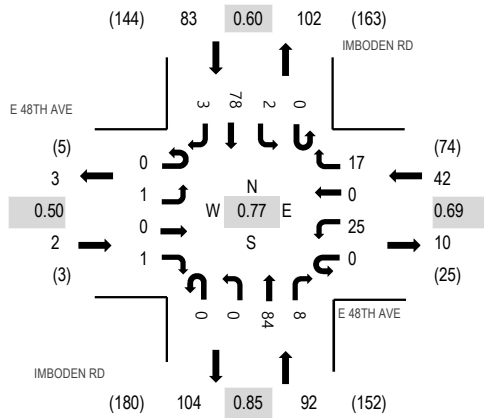 (144) 83 0.60 102 (163)
IMBODEN RD
E 48TH AVE
3 78 2 0
(5) (74)
0 17
3 42
1 N 0
0.50 W 0.77 E 0.69
0 25
2 S 10
1 0
(3) (25)
0 0 84 8
E 48TH AVE
IMBODEN RD
(180) 104 0.85 92 (152)